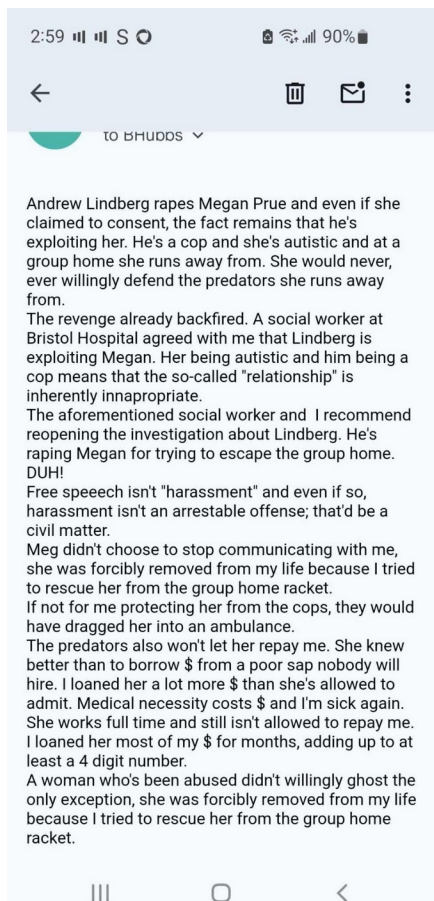 2:59 S 90%
to BHubbs
Andrew Lindberg rapes Megan Prue and even if she
claimed to consent, the fact remains that he's
exploiting her. He's a cop and she's autistic and at a
group home she runs away from. She would never,
ever willingly defend the predators she runs away
from.
The revenge already backfired. A social worker at
Bristol Hospital agreed with me that Lindberg is
exploiting Megan. Her being autistic and him being a
cop means that the so-called "relationship" is
inherently innapropriate.
The aforementioned social worker and I recommend
reopening the investigation about Lindberg. He's
raping Megan for trying to escape the group home.
DUH!
Free speeech isn't "harassment" and even if so,
harassment isn't an arrestable offense; that'd be a
civil matter.
Meg didn't choose to stop communicating with me,
she was forcibly removed from my life because I tried
to rescue her from the group home racket.
If not for me protecting her from the cops, they would
have dragged her into an ambulance.
The predators also won't let her repay me. She knew
better than to borrow $ from a poor sap nobody will
hire. I loaned her a lot more $ than she's allowed to
admit. Medical necessity costs $ and I'm sick again.
She works full time and still isn't allowed to repay me.
I loaned her most of my $ for months, adding up to at
least a 4 digit number.
A woman who's been abused didn't willingly ghost the
only exception, she was forcibly removed from my life
because I tried to rescue her from the group home
racket.